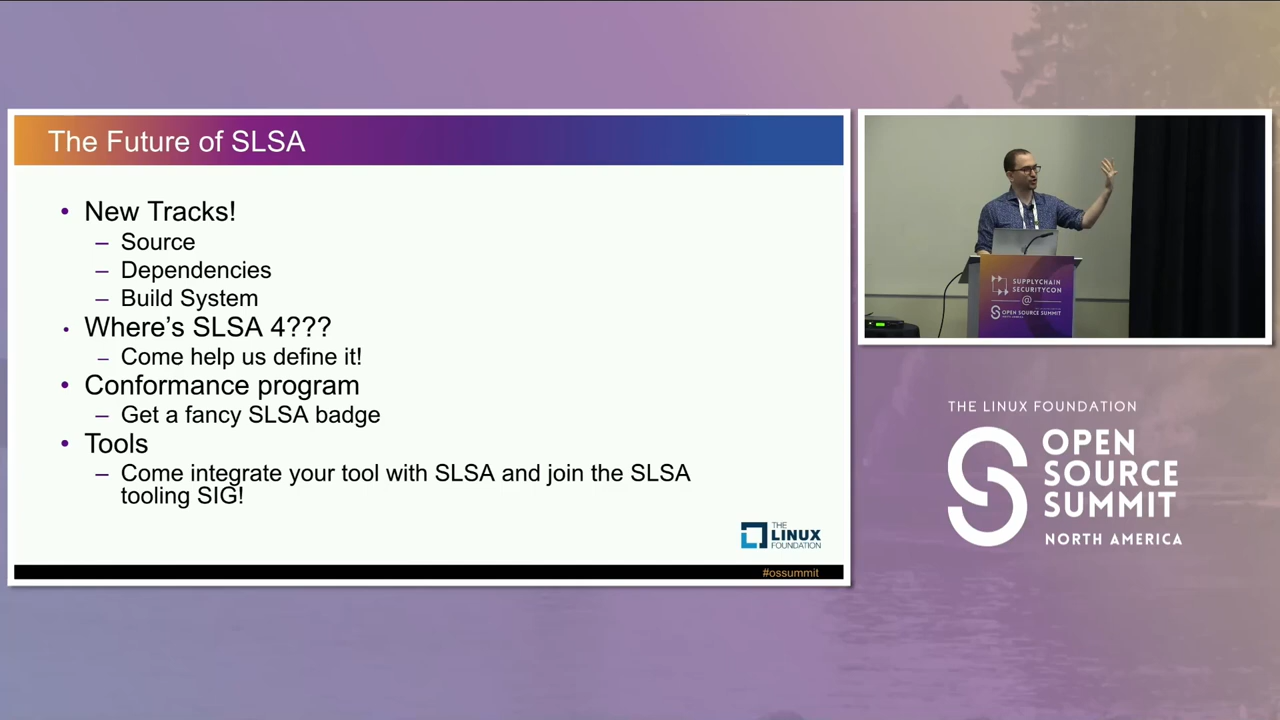 The Future of SLSA
• New Tracks!
– Source
– Dependencies
– Build System
• Where's SLSA 4???
– Come help us define it!
• Conformance program
– Get a fancy SLSA badge
• Tools
– Come integrate your tool with SLSA and join the SLSA
tooling SIG!
THE
LINUX
FOUNDATION
#ossummit
SUPPLYCHAIN
SECURITYCON
@
OPEN SOURCE SUMMIT
THE LINUX FOUNDATION
OPEN
SOURCE
SUMMIT
NORTH AMERICA